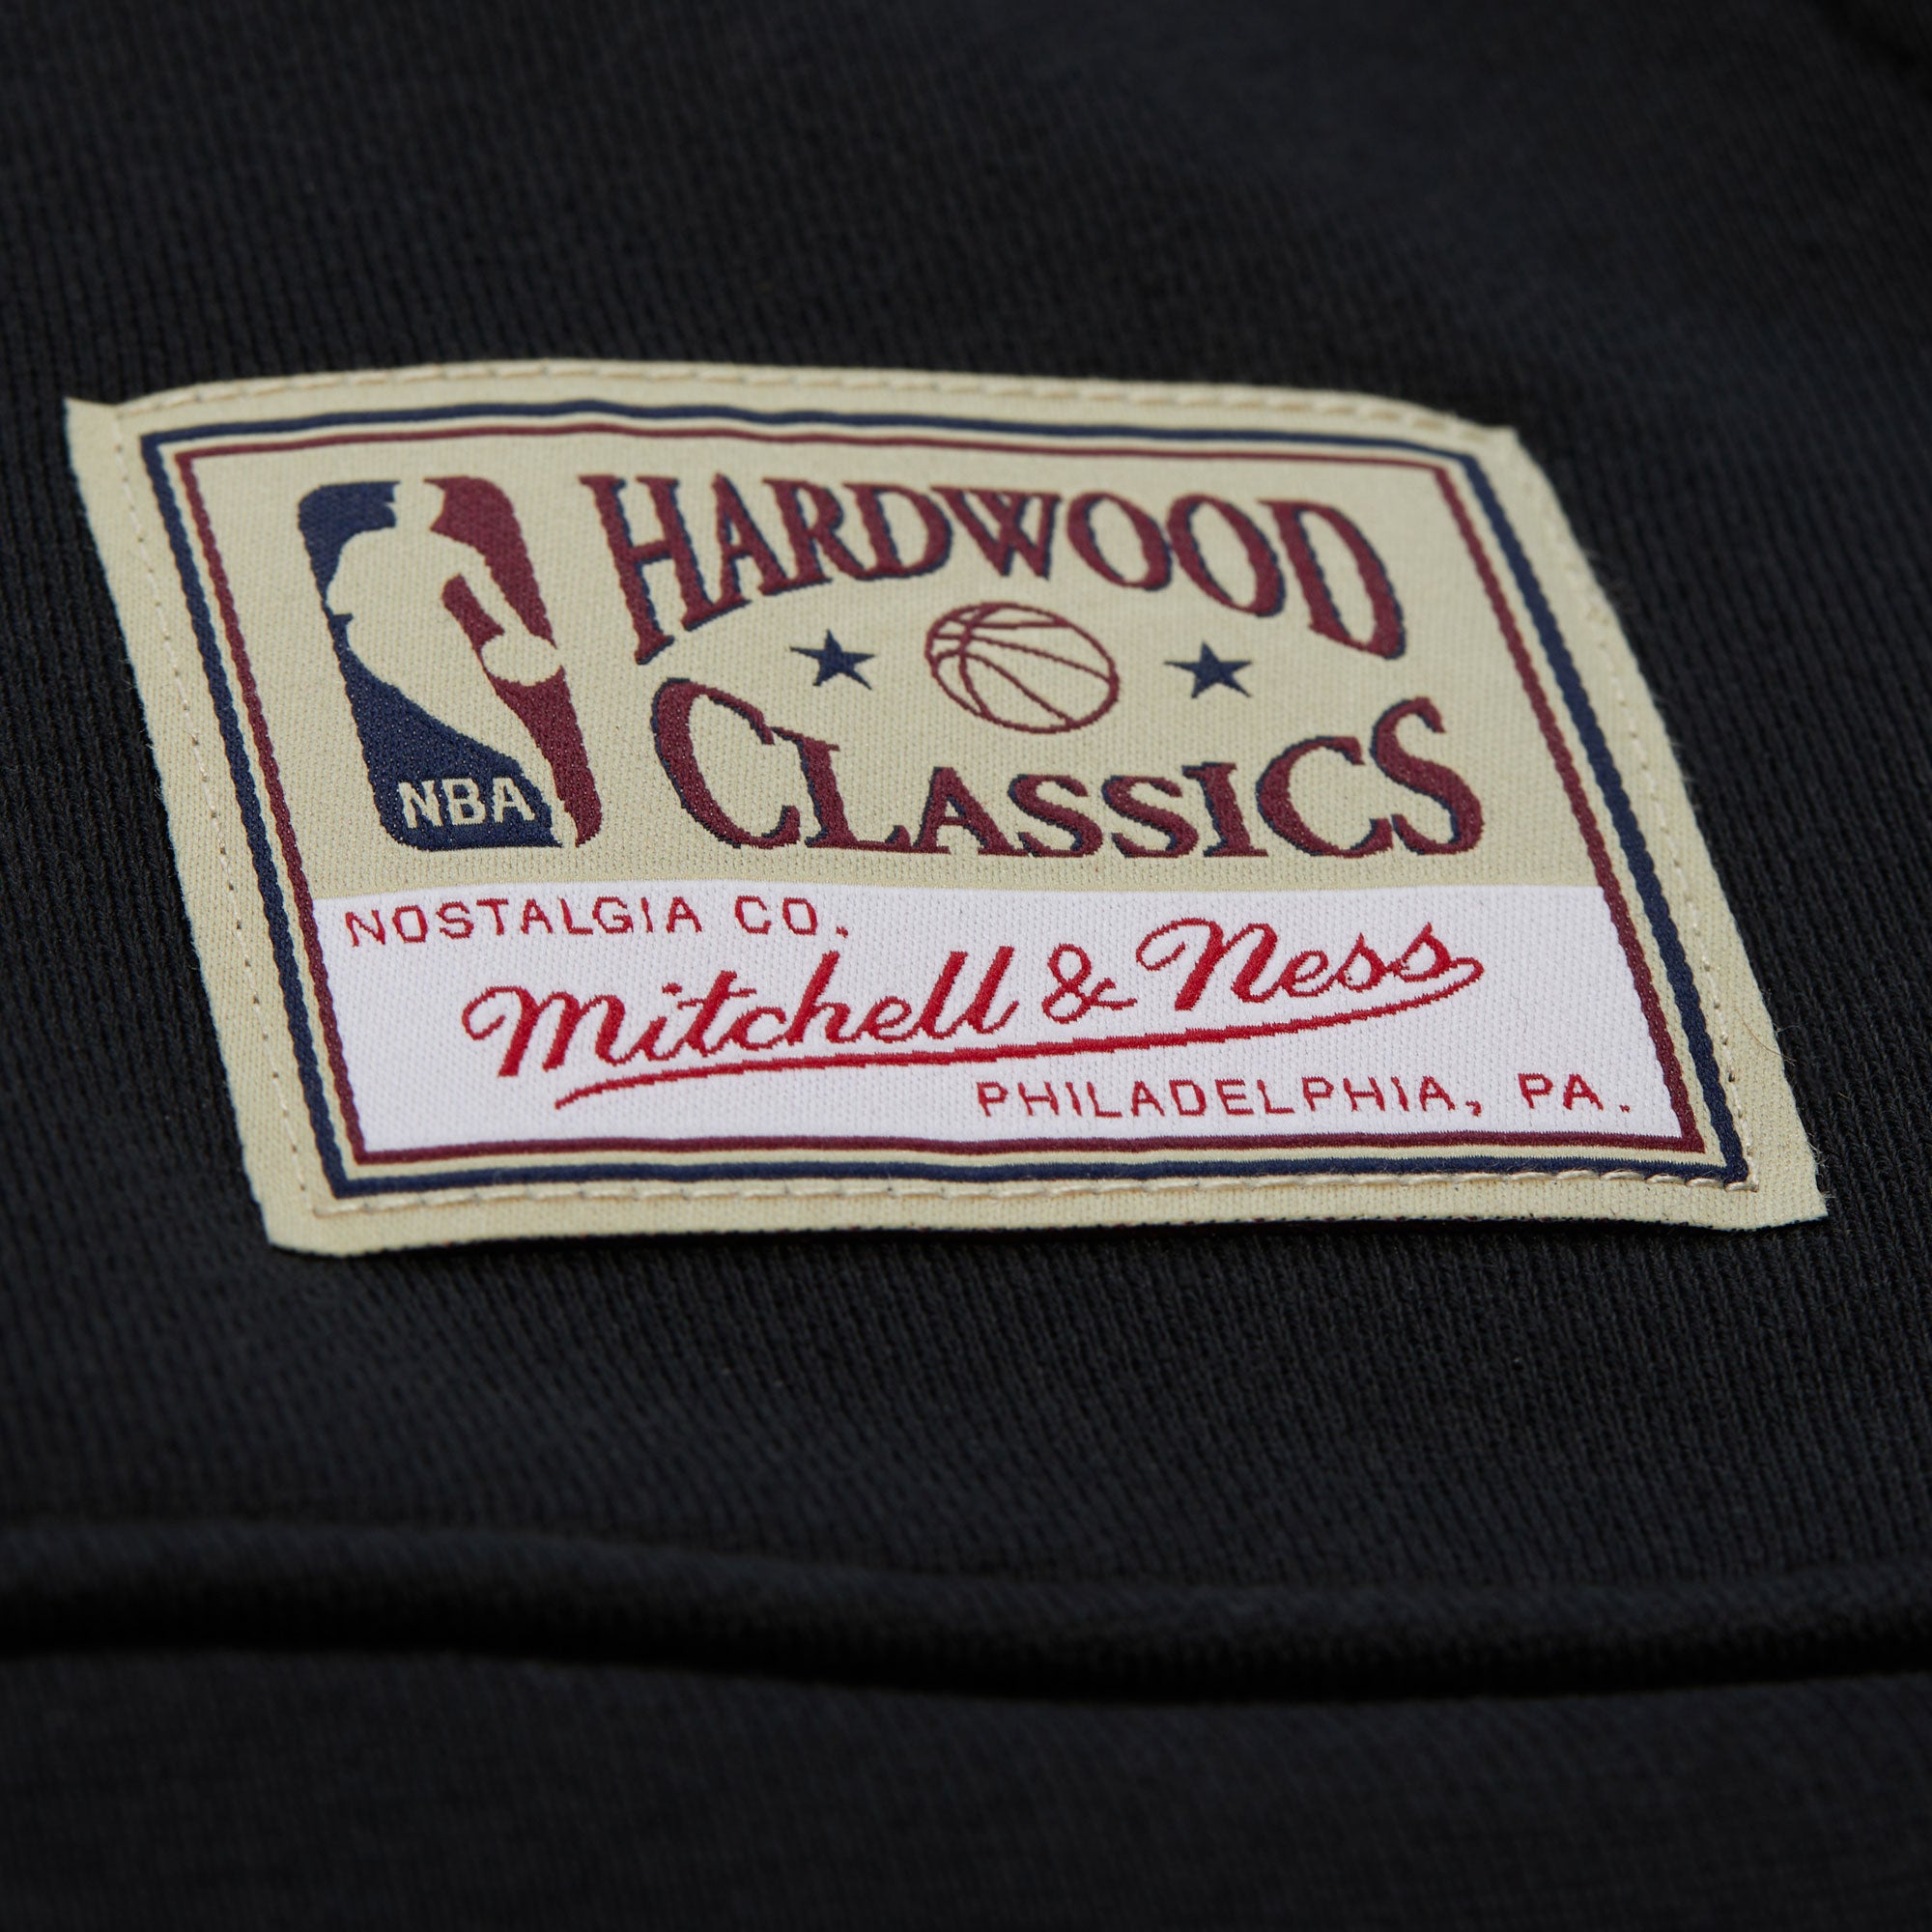 NBA
HARDWOOD
CLASSICS
NOSTALGIA CO.
Mitchell & Ness
PHILADELPHIA, PA.